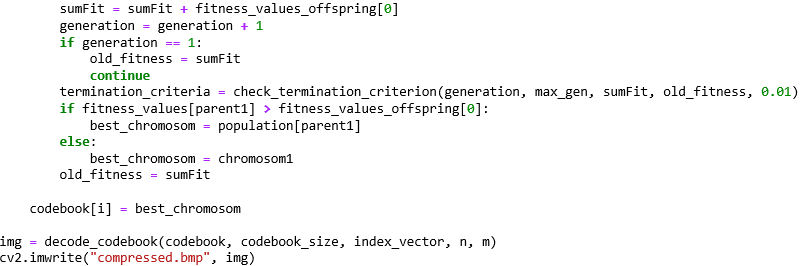 sumFit = sumFit + fitness_values_offspring[0]
generation = generation + 1
if generation == 1:
old_fitness = sumFit
continue
termination_criteria = check_termination_criterion(generation, max_gen, sumFit, old_fitness, 0.01)
if fitness_values[parent1] > fitness_values_offspring[0]:
best_chromosom = population[parent1]
else:
best_chromosom = chromosom1
old_fitness = sumFit
codebook[i] = best_chromosom
img = decode_codebook(codebook, codebook_size, index_vector, n, m)
cv2.imwrite("compressed.bmp", img)